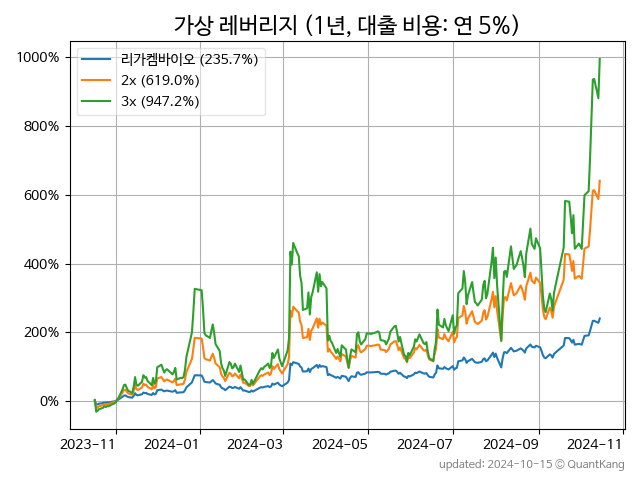 가상 레버리지 (1년, 대출 비용: 연 5%)
리가켐바이오 (235.7%)
2x (619.0%)
3x (947.2%)
1000%
800%
600%
400%
200%
0%
2023-11 2024-01 2024-03 2024-05 2024-07 2024-09 2024-11
updated: 2024-10-15 © QuantKang